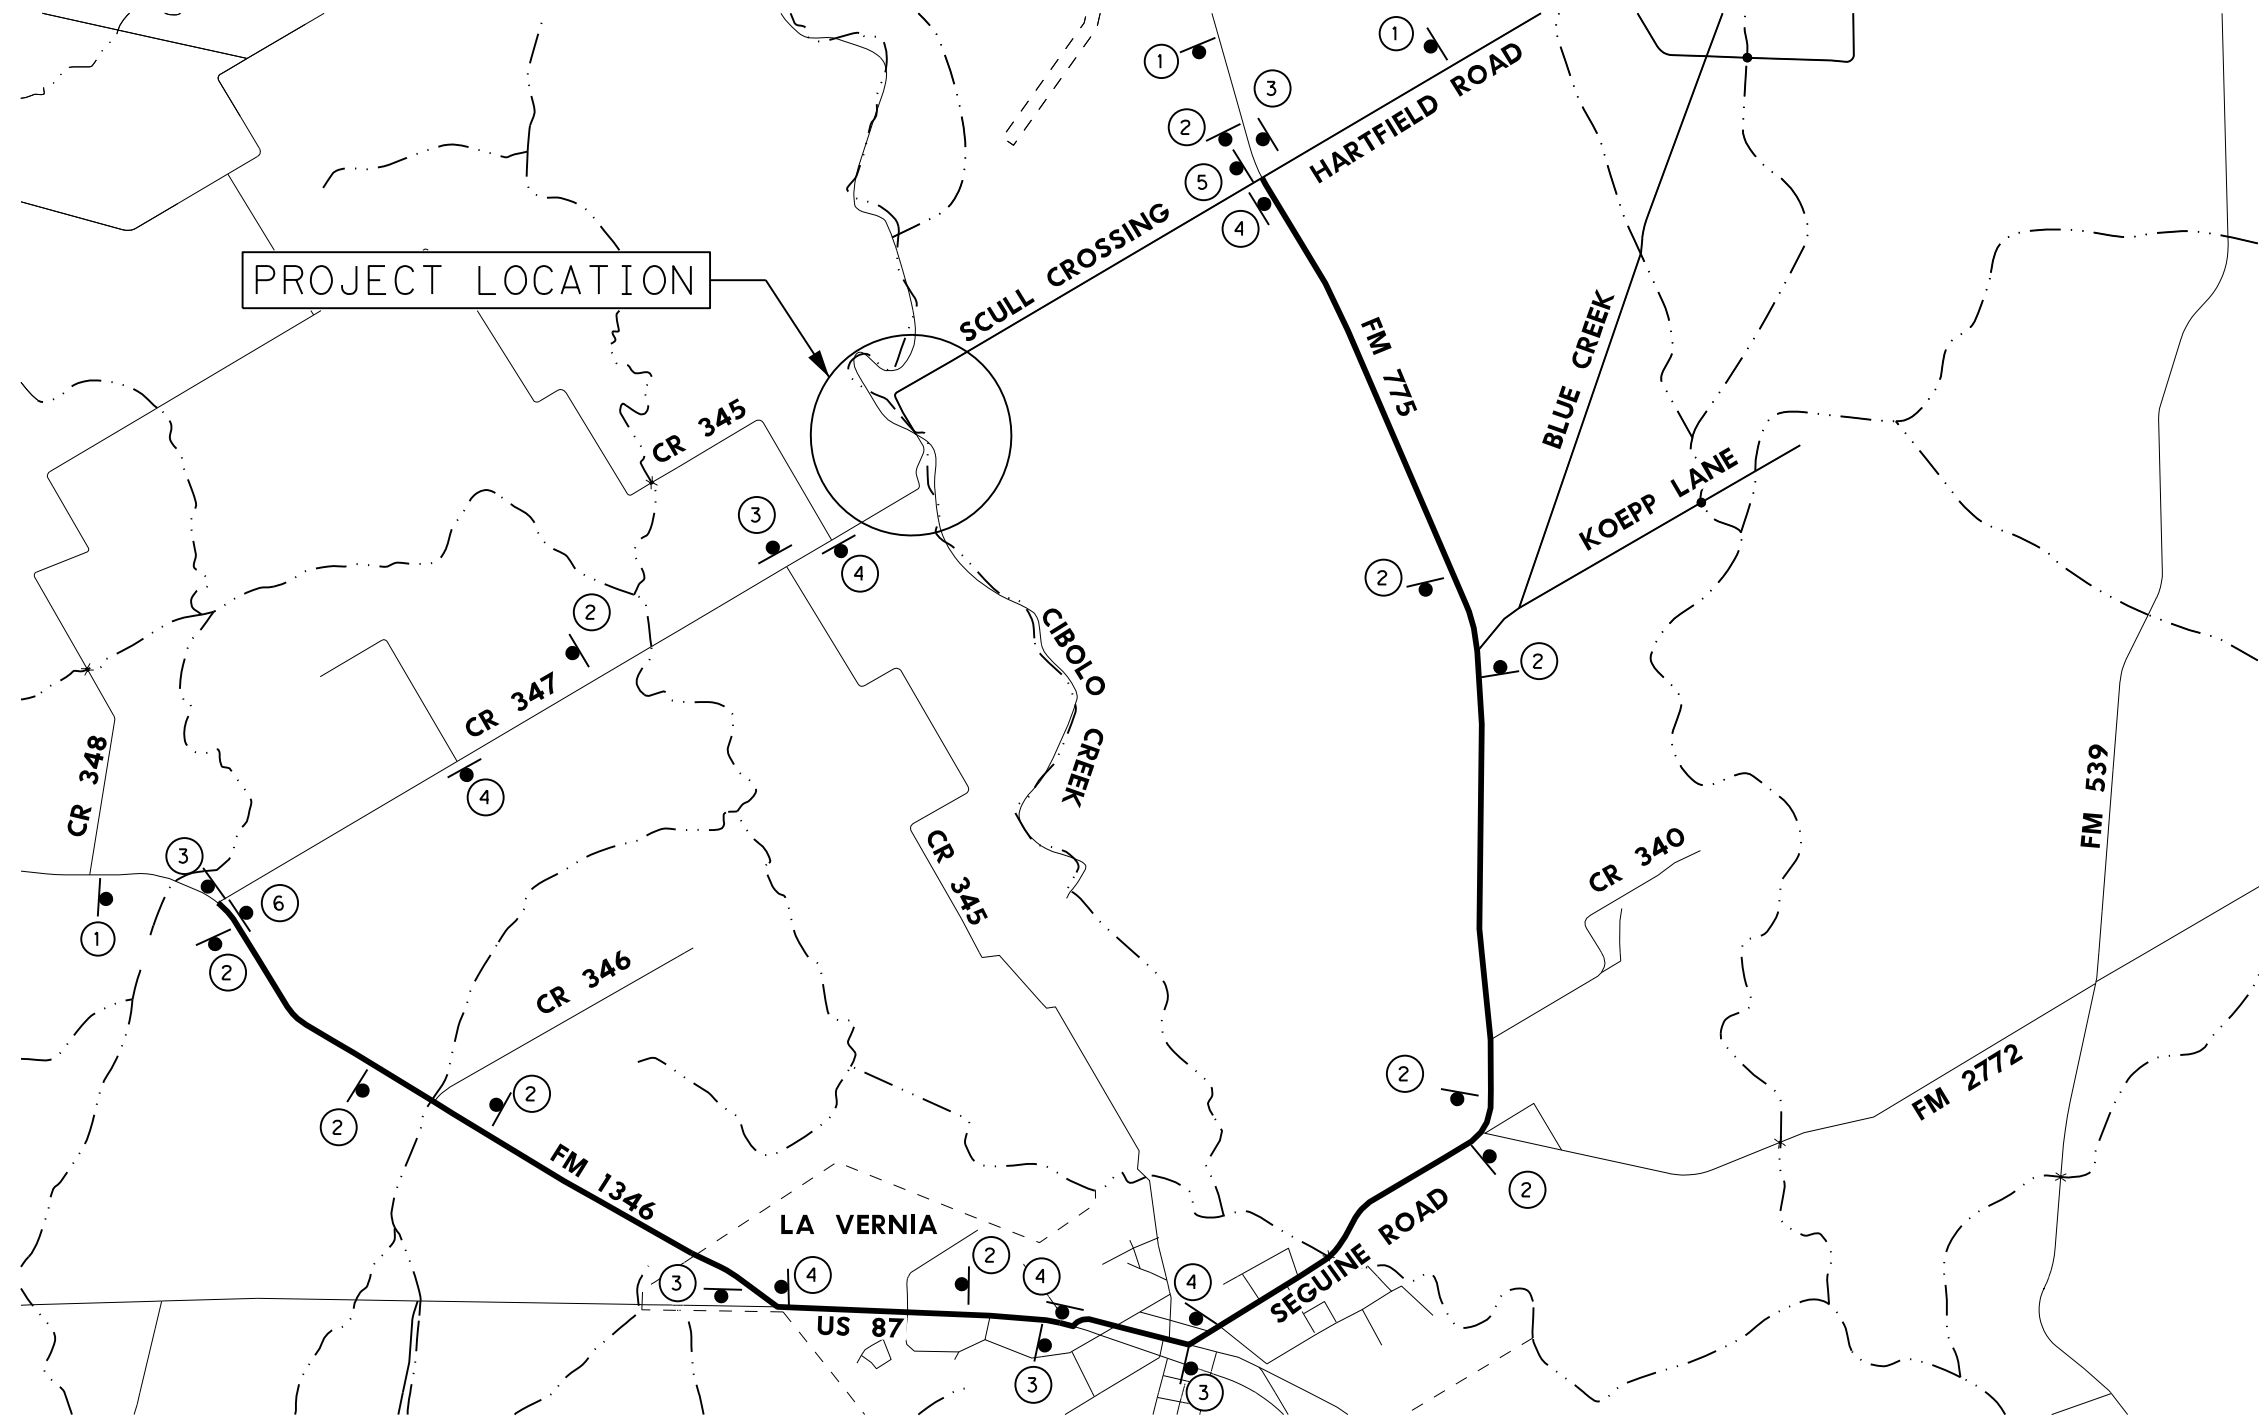 1
1
3
2
HARTFIELD ROAD
5
4
SCULL CROSSING
PROJECT LOCATION
BLUE CREEK
FM 775
CR 345
KOEPP LANE
3
4
2
2
CIBOLO CREEK
2
CR 347
CR 348
4
FM 539
CR 340
CR 345
3
6
1
2
CR 346
2
2
2
FM 2772
FM 1346
2
SEGUINE ROAD
LA VERNIA
2
3
4
4
4
US 87
3
3